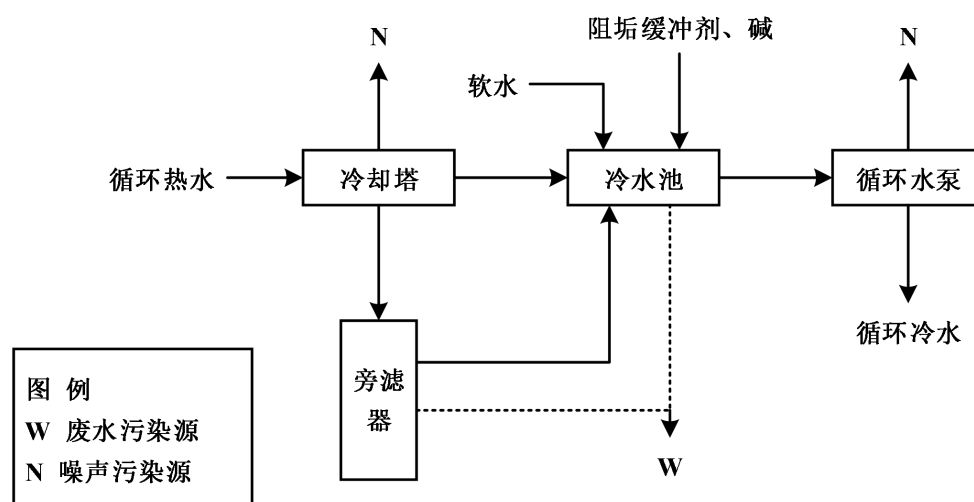 N
阻垢缓冲剂、碱
N
软水
循环热水
冷却塔
冷水池
循环水泵
循环冷水
旁滤
器
W
图 例
W 废水污染源
N 噪声污染源